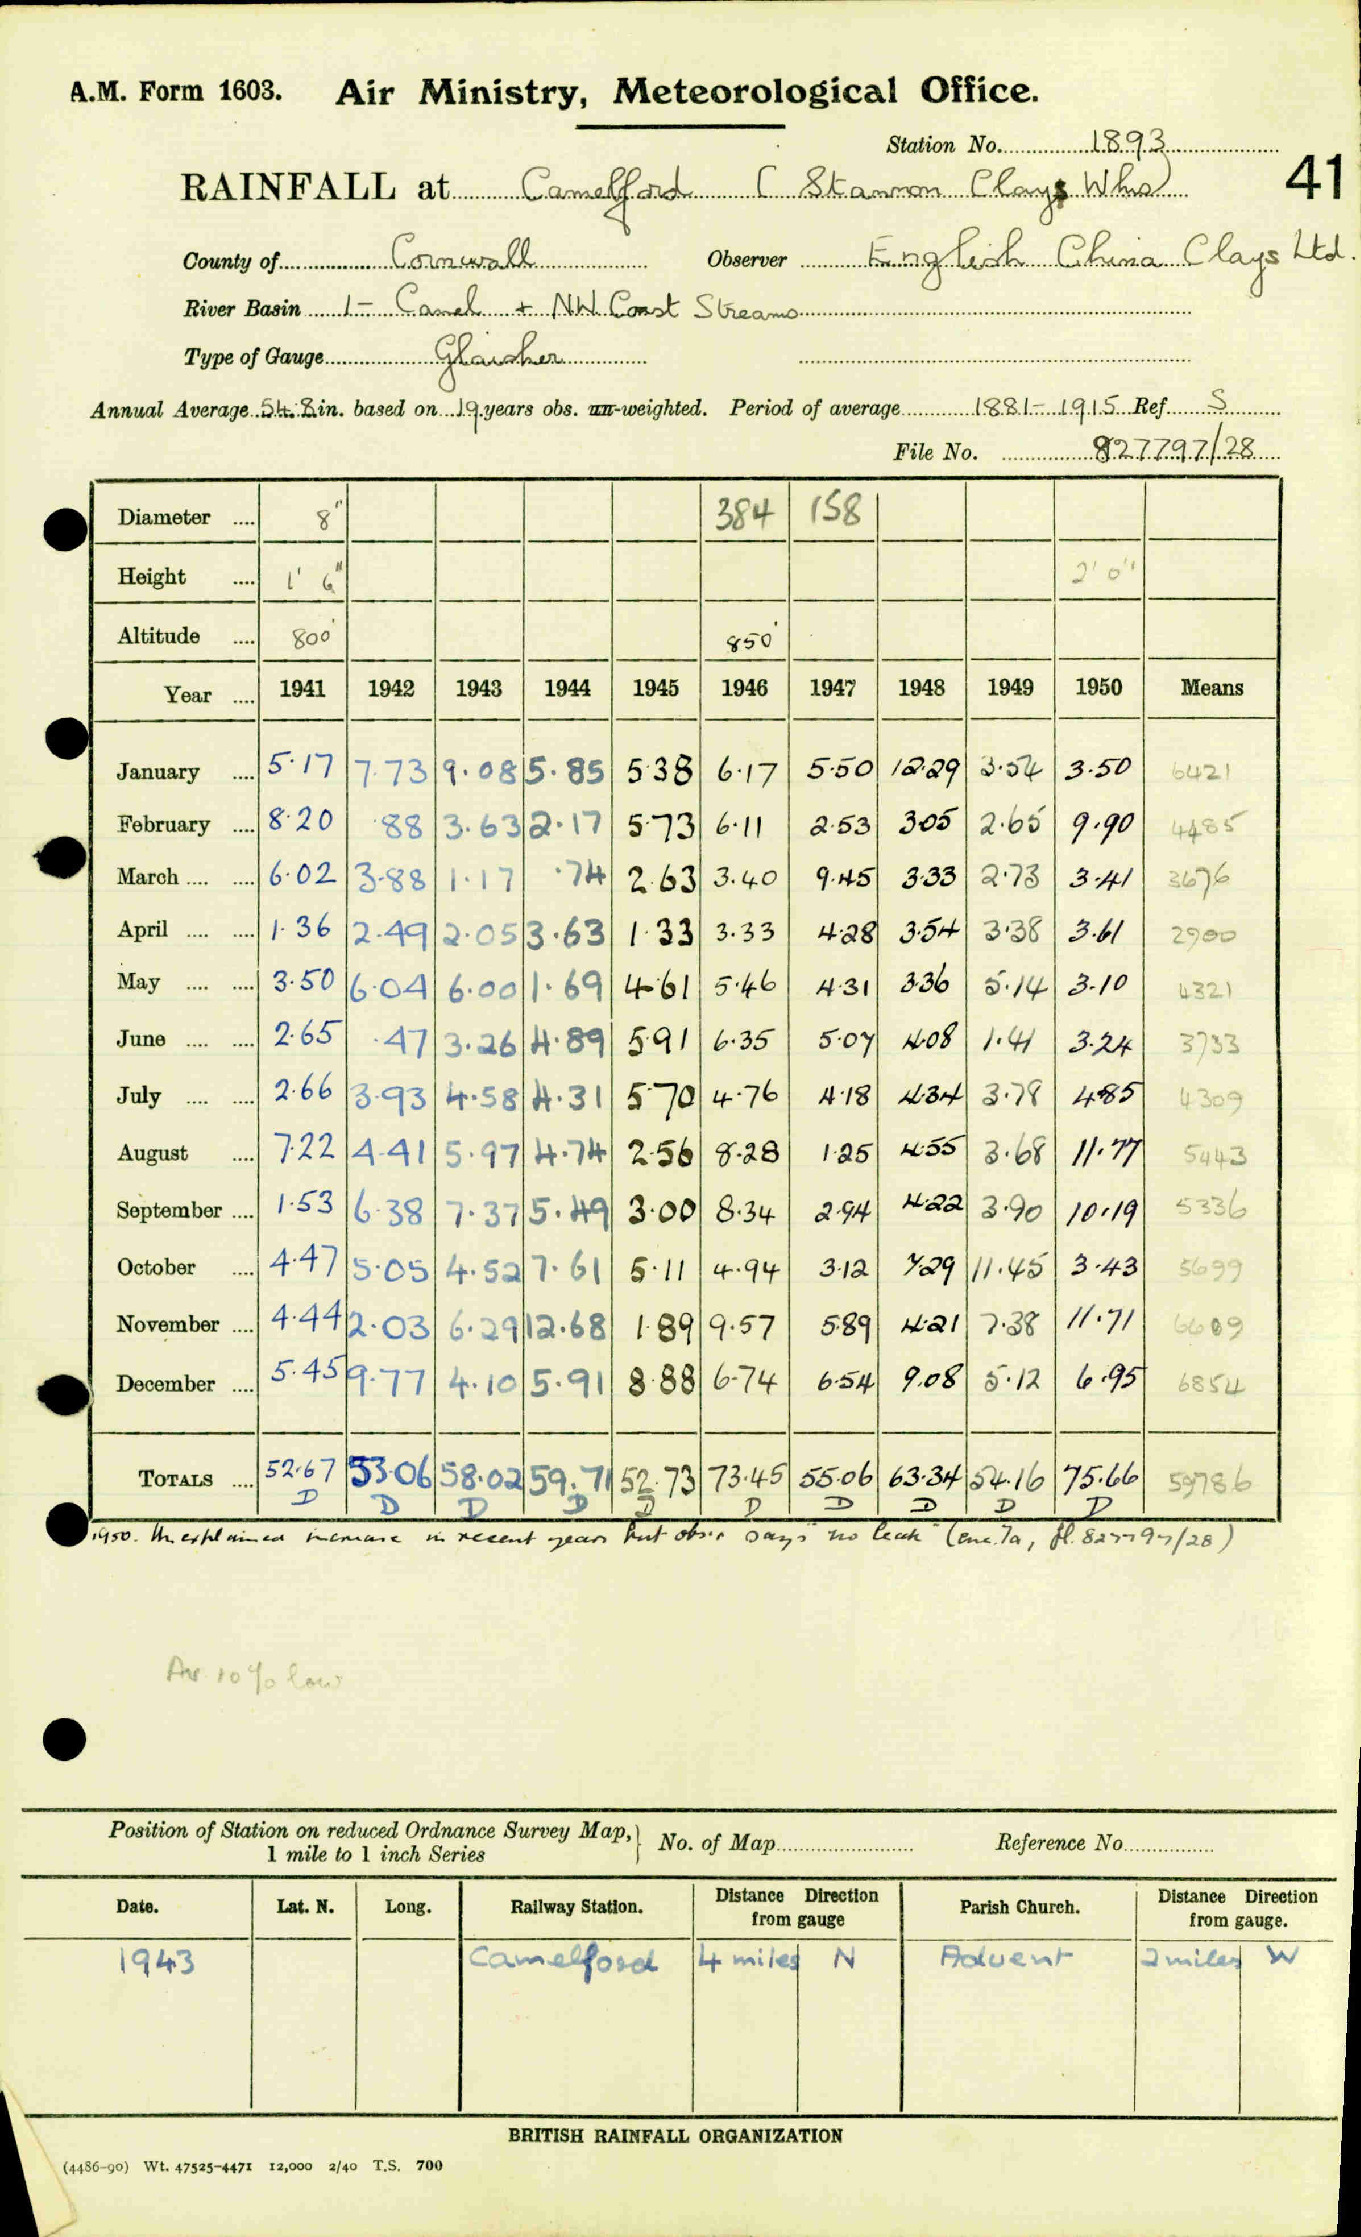 A.M. Form 1603. Air Ministry, Meteorological Office.
Station No. 1893
41
RAINFALL at Camelford ( Stannon Clays Wks)
County of Cornwall Observer English China Clays Ltd.
River Basin 1 - Camel + NW Coast Streams
Type of Gauge Glaisher
Annual Average 54.8 in. based on 19 years obs. un-weighted. Period of average 1881-1915 Ref S
File No. 827797/28
Diameter .... 8" 384 158
Height .... 1' 6" 2' 0"
Altitude .... 800' 850'
Year .... 1941 1942 1943 1944 1945 1946 1947 1948 1949 1950 Means
January .... 5.17 7.73 9.08 5.85 5.38 6.17 5.50 12.29 3.54 3.50 6421
February .... 8.20 .88 3.63 2.17 5.73 6.11 2.53 3.05 2.65 9.90 4485
March .... .... 6.02 3.88 1.17 .74 2.63 3.40 9.45 3.33 2.73 3.41 3676
April .... .... 1.36 2.49 2.05 3.63 1.33 3.33 4.28 3.54 3.38 3.61 2900
May .... .... 3.50 6.04 6.00 1.69 4.61 5.46 4.31 3.36 5.14 3.10 4321
June .... .... 2.65 .47 3.26 4.89 5.91 6.35 5.07 4.08 1.41 3.24 3733
July .... .... 2.66 3.93 4.58 4.31 5.70 4.76 4.18 4.34 3.78 4.85 4309
August .... 7.22 4.41 5.97 4.74 2.56 8.28 1.25 4.55 3.68 11.77 5443
September .... 1.53 6.38 7.37 5.49 3.00 8.34 2.94 4.22 3.90 10.19 5336
October .... 4.47 5.05 4.52 7.61 5.11 4.94 3.12 7.29 11.45 3.43 5699
November .... 4.44 2.03 6.29 12.68 1.89 9.57 5.89 4.21 7.38 11.71 6609
December .... 5.45 9.77 4.10 5.91 8.88 6.74 6.54 9.08 5.12 6.95 6854
TOTALS .... 52.67 53.06 58.02 59.71 52.73 73.45 55.06 63.34 54.16 75.66 59786
D D D D D D D D D D
1950. Unexplained increase in recent years but obsr says "no leak" (enc. 7a, fl. 827797/28)
Av 10% low
Position of Station on reduced Ordnance Survey Map, 1 mile to 1 inch Series } No. of Map Reference No.
Date. Lat. N. Long. Railway Station. Distance Direction from gauge Parish Church. Distance Direction from gauge.
1943 Camelford 4 miles N Advent 2 miles W
BRITISH RAINFALL ORGANIZATION
(4486-90) Wt. 47525-4471 12,000 2/40 T.S. 700